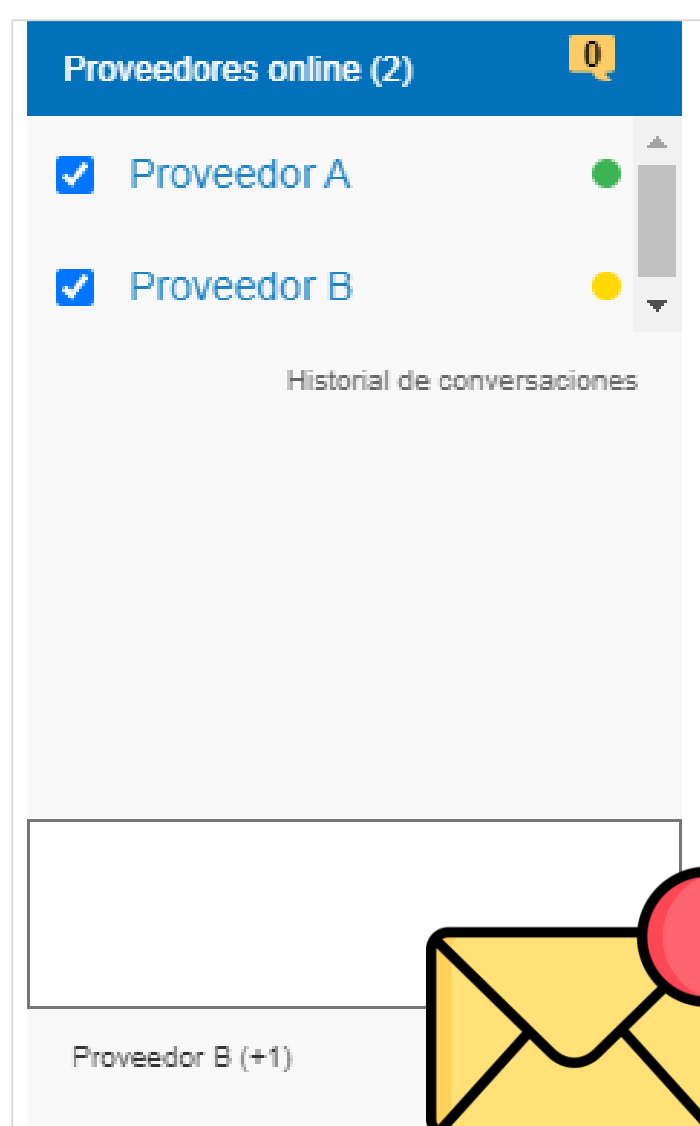 Proveedores online (2)
0
Proveedor A
Proveedor B
Historial de conversaciones
Proveedor B (+1)